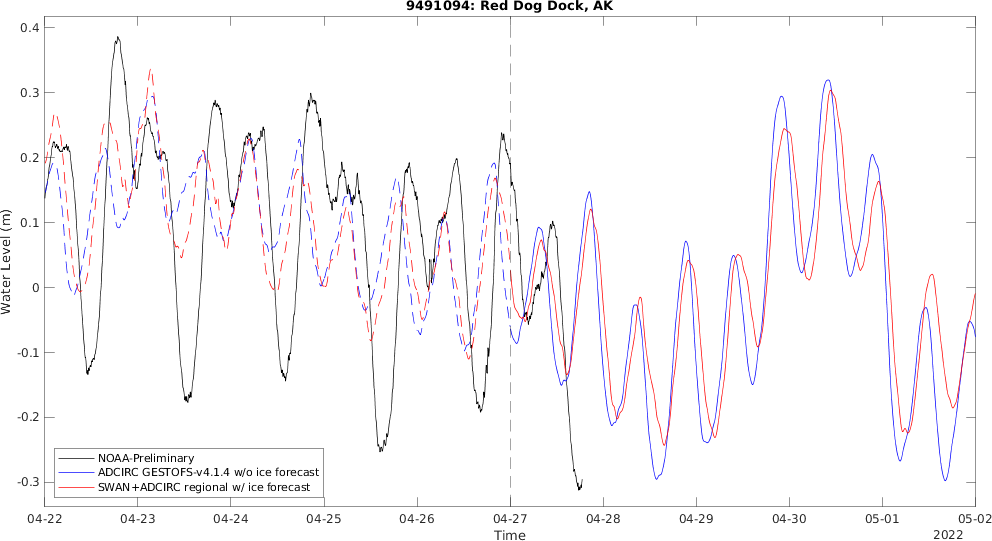 9491094: Red Dog Dock, AK
0.4
0.3
0.2
0.1
0
-0.1
-0.2
-0.3
Water Level (m)
NOAA-Preliminary
ADCIRC GESTOFS-v4.1.4 w/o ice forecast
SWAN+ADCIRC regional w/ ice forecast
04-22 04-23 04-24 04-25 04-26 04-27 04-28 04-29 04-30 05-01 05-02
Time
2022